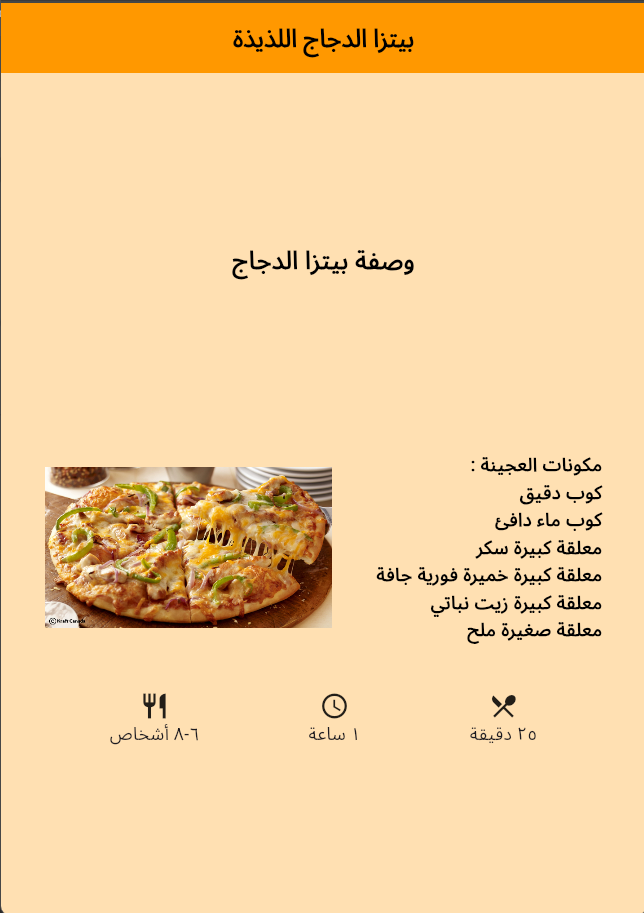 بيتزا الدجاج اللذيذة
وصفة بيتزا الدجاج
مكونات العجينة :
كوب دقيق
كوب ماء دافئ
معلقة كبيرة سكر
معلقة كبيرة خميرة فورية جافة
معلقة كبيرة زيت نباتي
معلقة صغيرة ملح
© Kraft Canada
٢٥ دقيقة
١ ساعة
٦-٨ أشخاص